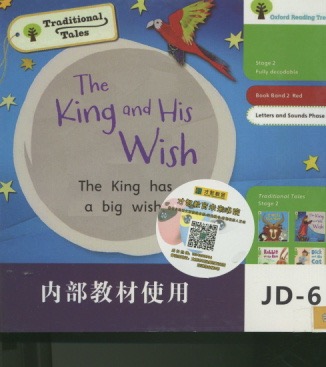 Traditional
Tales
Oxford Reading Tree
Stage 2
Fully decodable
Book Band 2 Red
Letters and Sounds Phase
The
King and His
Wish
The King has
a big wish
Traditional Tales
Stage 2
内部教材使用
JD-6